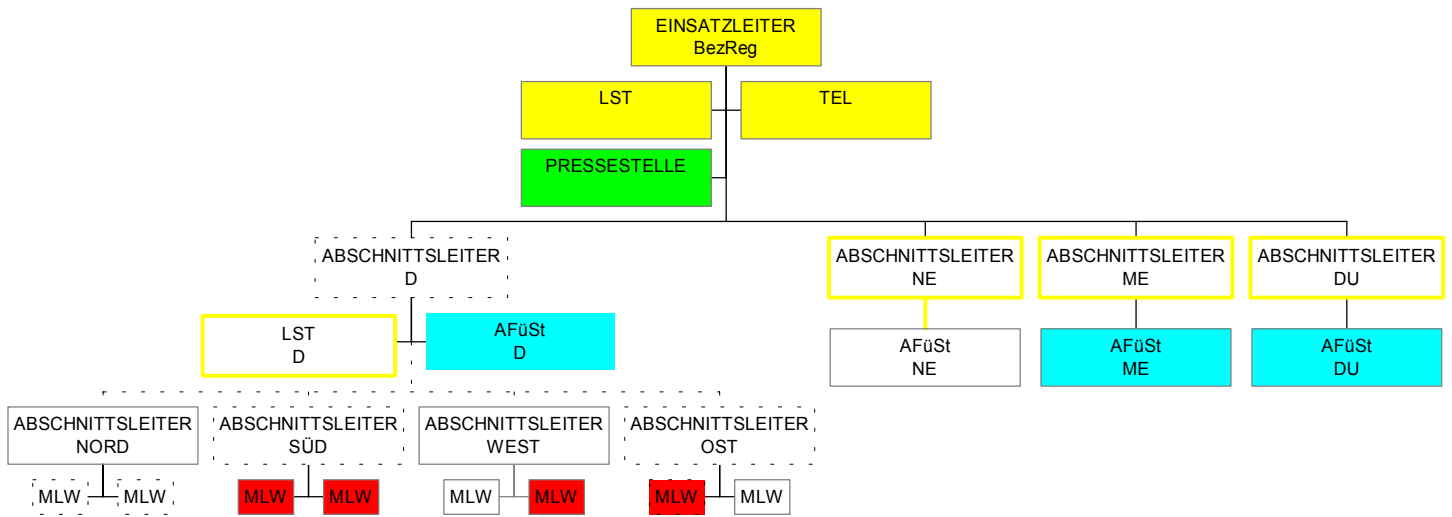 EINSATZLEITER
BezReg
LST
TEL
PRESSESTELLE
ABSCHNITTSLEITER
D
ABSCHNITTSLEITER
NE
ABSCHNITTSLEITER
ME
ABSCHNITTSLEITER
DU
LST
D
AFüSt
D
AFüSt
NE
AFüSt
ME
AFüSt
DU
ABSCHNITTSLEITER
NORD
ABSCHNITTSLEITER
SÜD
ABSCHNITTSLEITER
WEST
ABSCHNITTSLEITER
OST
MLW
MLW
MLW
MLW
MLW
MLW
MLW
MLW